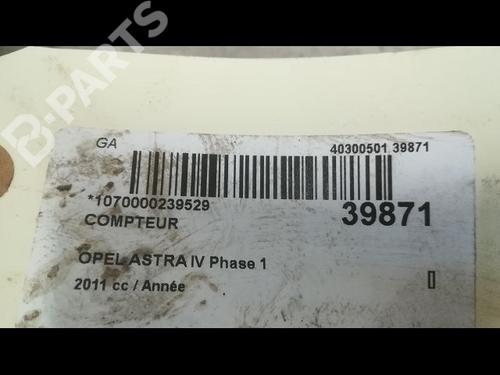 B-PARTS
GA
40300501 39871
*1070000239529
39871
COMPTEUR
OPEL ASTRA IV Phase 1
2011 cc / Année